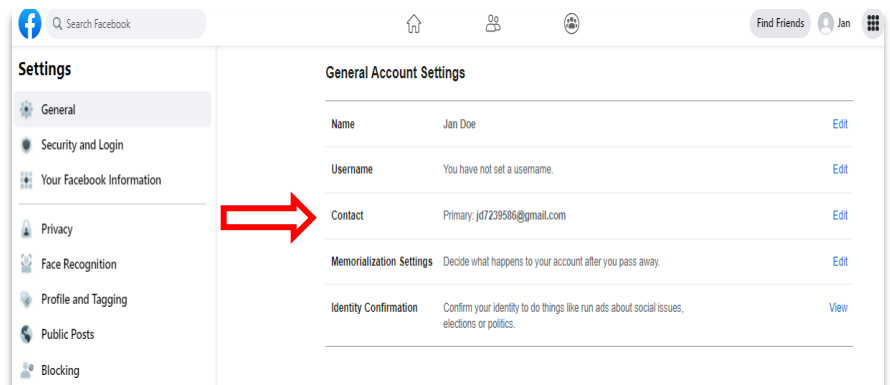 Search Facebook
Find Friends
Jan
Settings
General
Security and Login
Your Facebook Information
Privacy
Face Recognition
Profile and Tagging
Public Posts
Blocking
General Account Settings
Name Jan Doe Edit
Username You have not set a username. Edit
Contact Primary: jd7239586@gmail.com Edit
Memorialization Settings Decide what happens to your account after you pass away. Edit
Identity Confirmation Confirm your identity to do things like run ads about social issues, View
elections or politics.